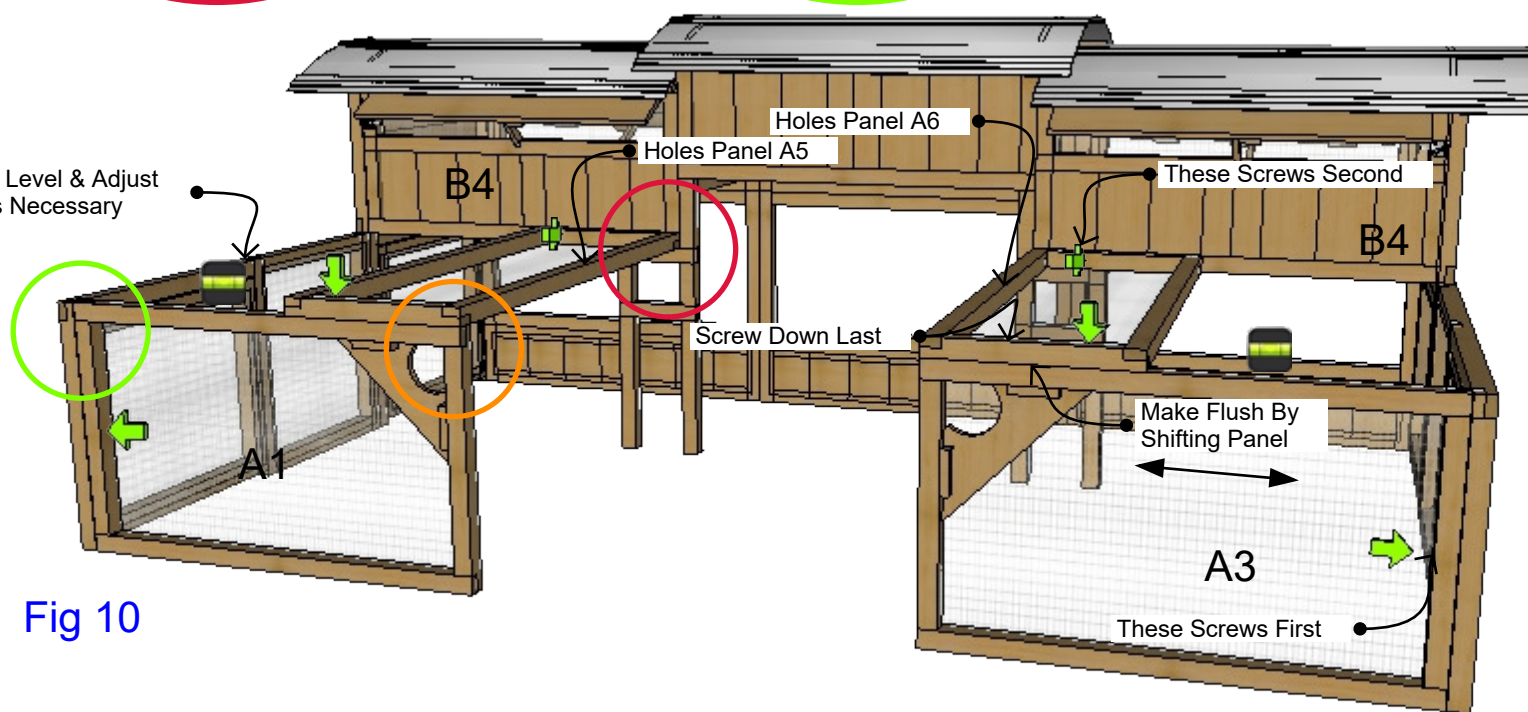 Holes Panel A6
Holes Panel A5
Level & Adjust
Necessary
B4
These Screws Second
B4
Screw Down Last
Make Flush By
Shifting Panel
A1
A3
These Screws First
Fig 10